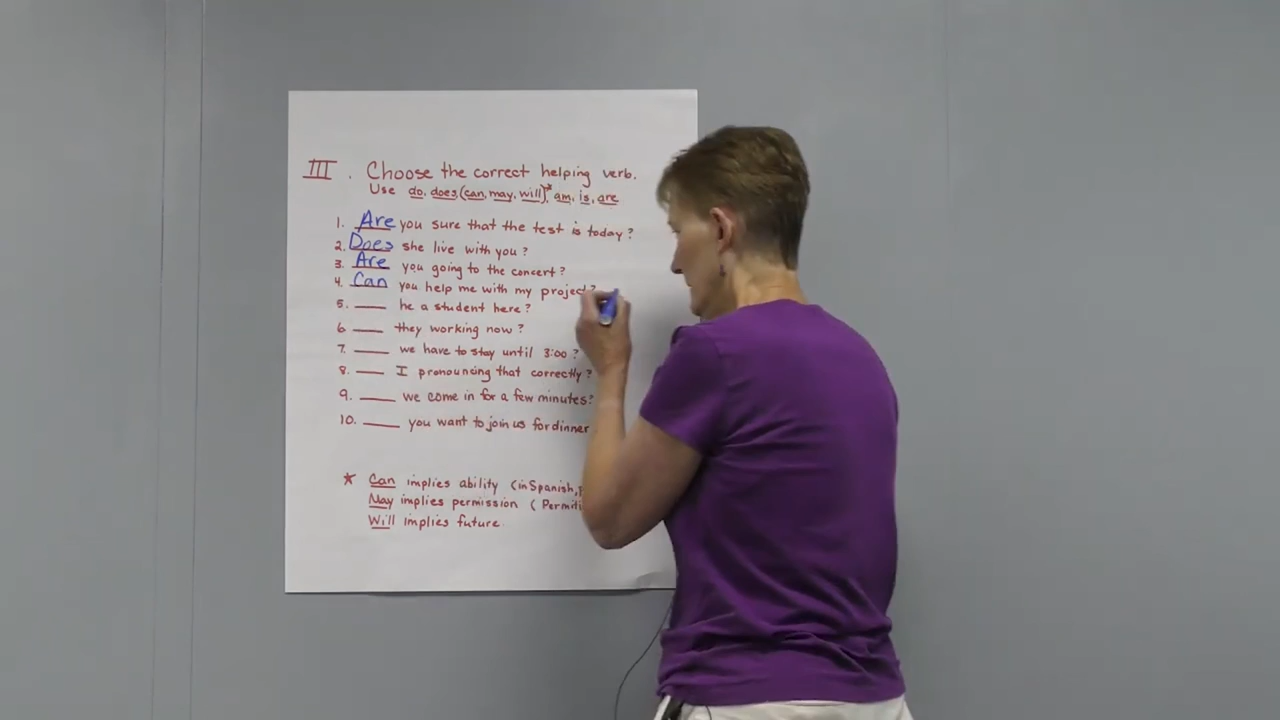 III. Choose the correct helping verb.
Use do, does, (can, may, will)* am, is, are
1. Are you sure that the test is today?
2. Does she live with you?
3. Are you going to the concert?
4. Can you help me with my project?
5. ____ he a student here?
6. ____ they working now?
7. ____ we have to stay until 3:00?
8. ____ I pronouncing that correctly?
9. ____ we come in for a few minutes?
10. ____ you want to join us for dinner
* Can implies ability (in Spanish,
May implies permission (
Will implies future.